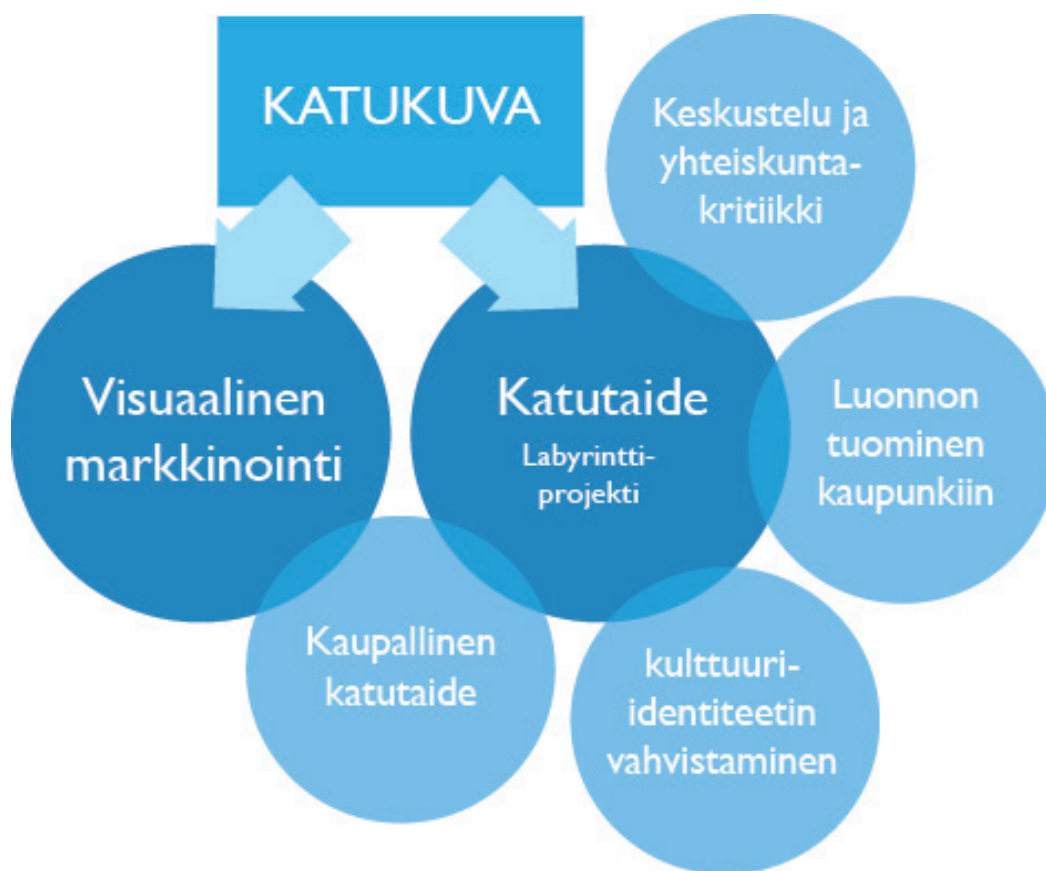 KATUKUVA
Keskustelu ja
yhteiskunta-
kritiikki
Visuaalinen
markkinointi
Katutaide
Labyrintti-
projekti
Luonnon
tuominen
kaupunkiin
Kaupallinen
katutaide
kulttuuri-
identiteetin
vahvistaminen